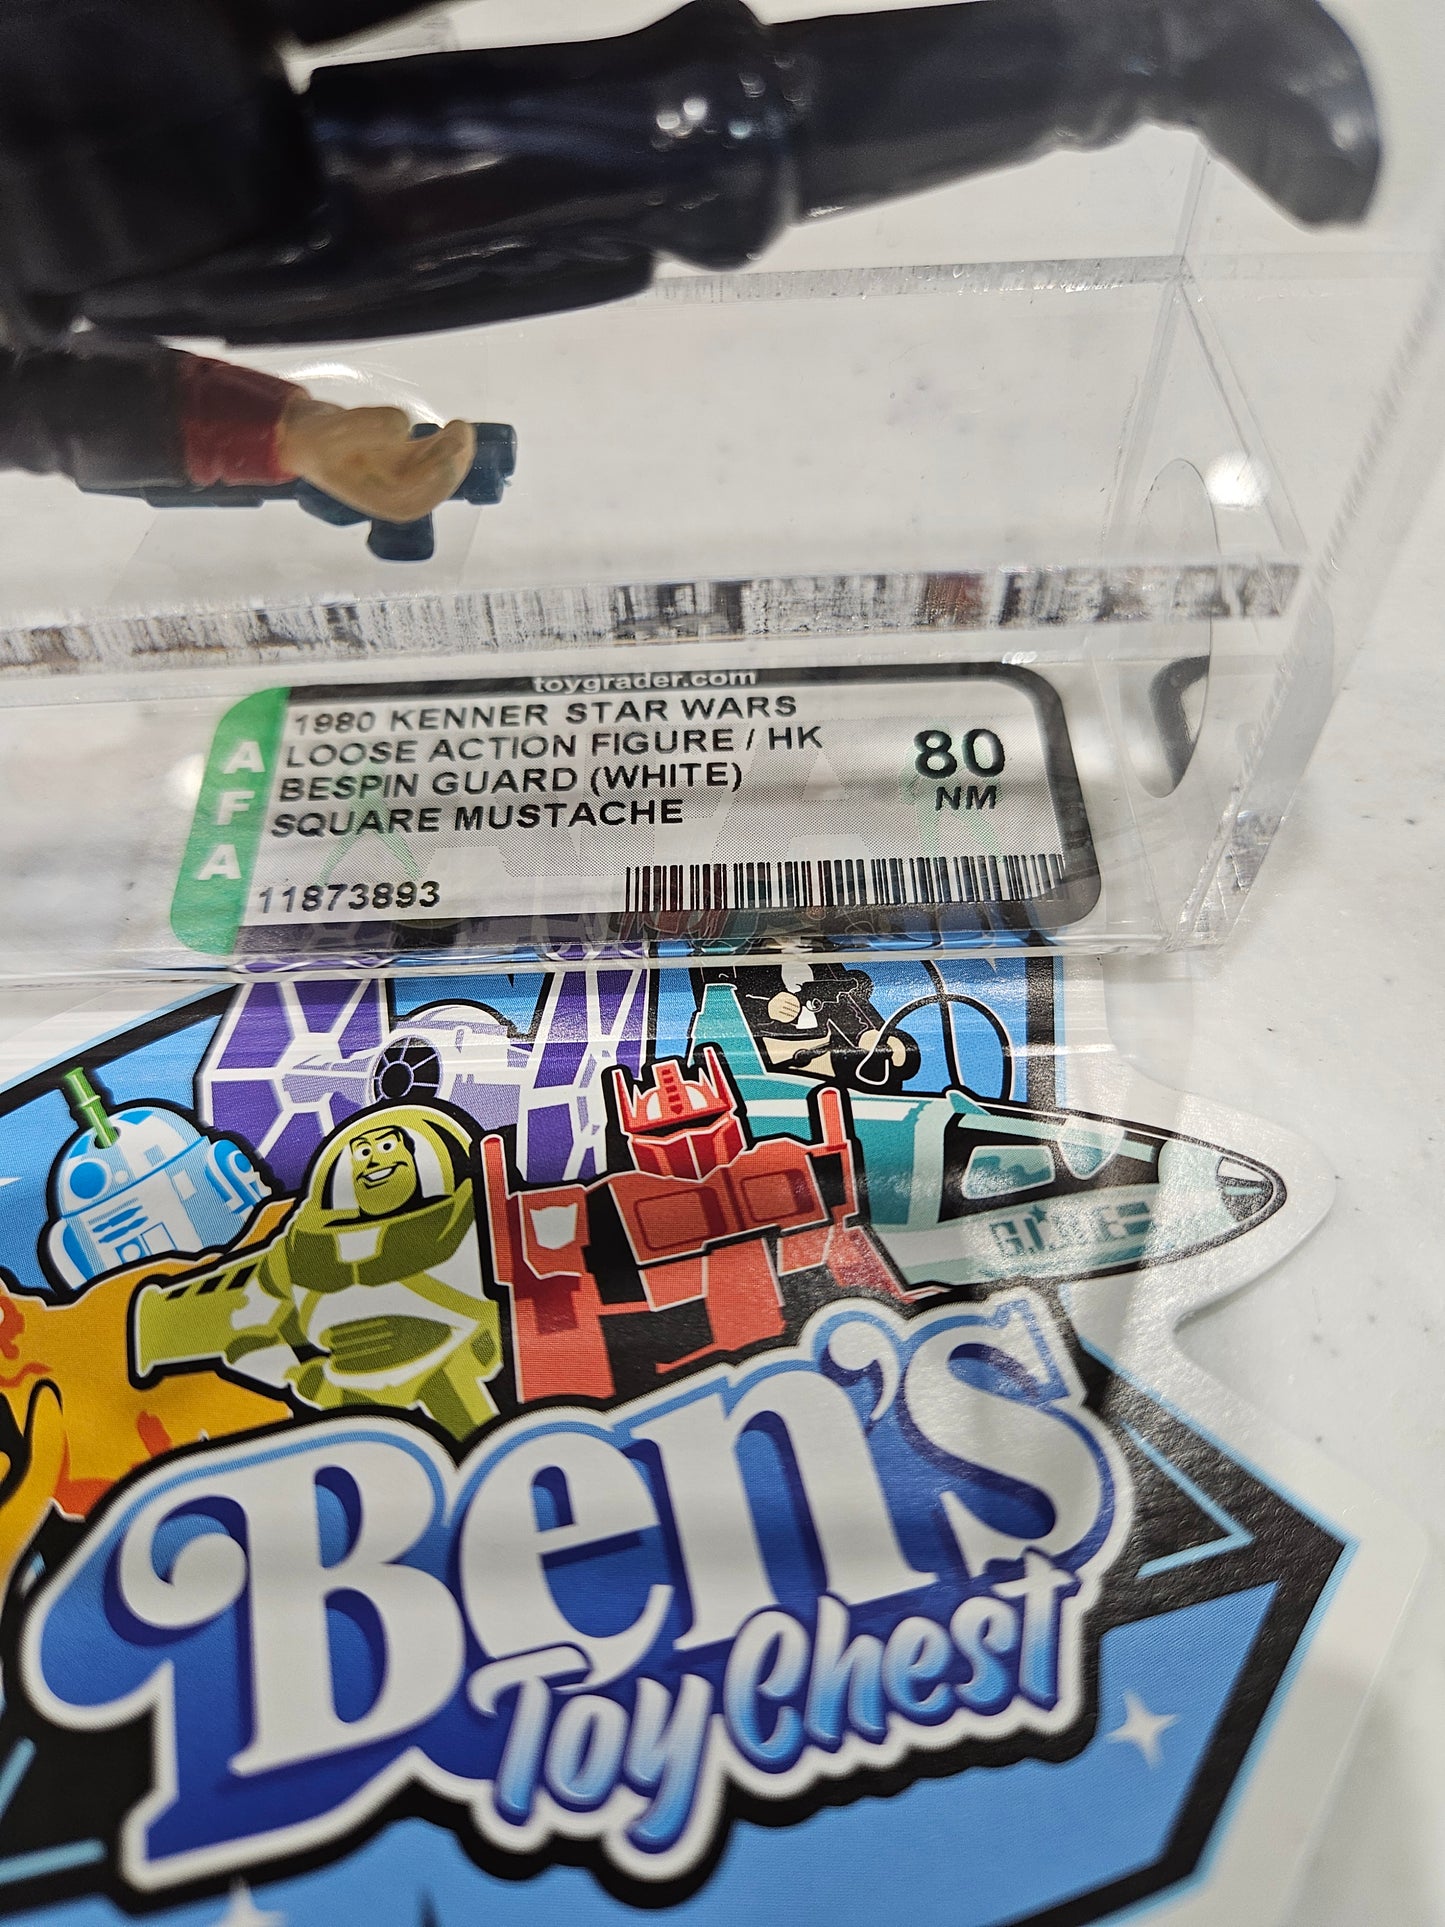 toygrader.com
AFA
1980 KENNER STAR WARS
LOOSE ACTION FIGURE / HK
BESPIN GUARD (WHITE)
SQUARE MUSTACHE
80
NM
11873893
G.I. JOE
Ben's
Toy Chest